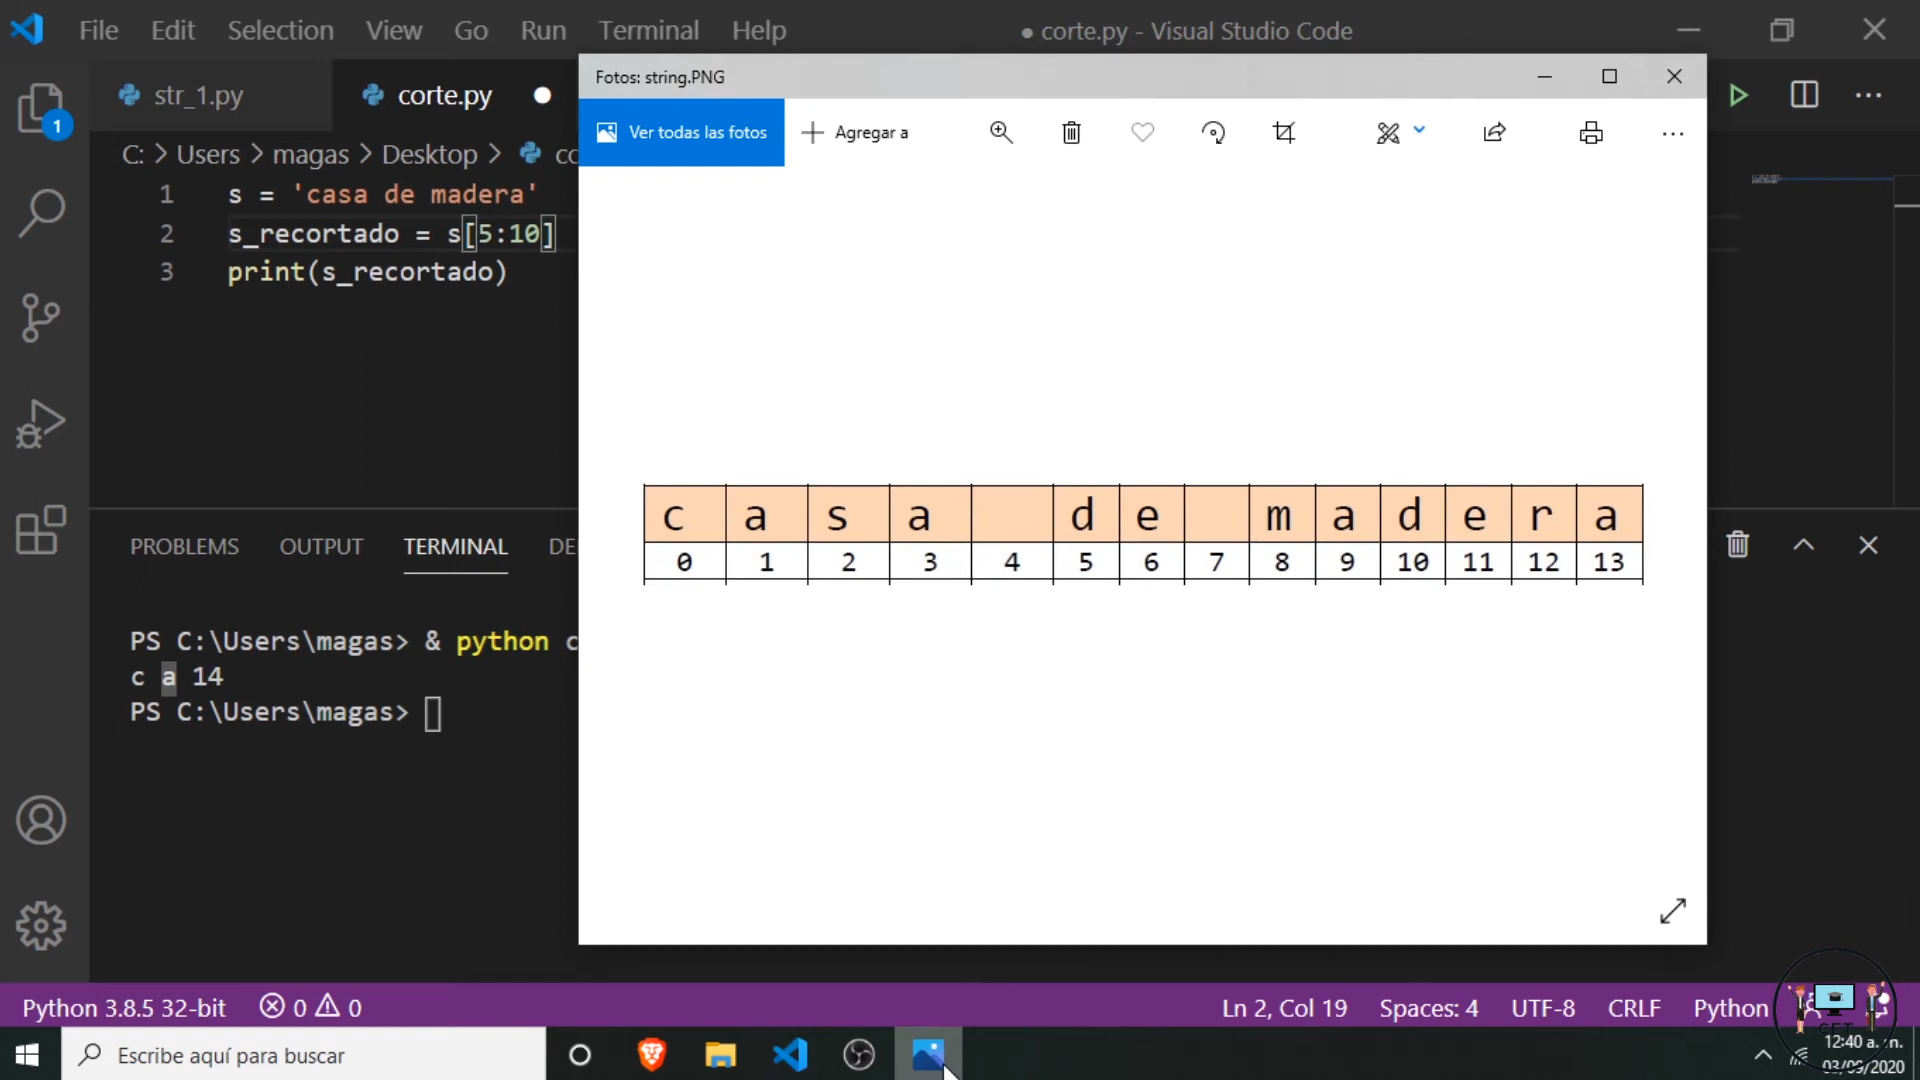 File Edit Selection View Go Run Terminal Help ● corte.py - Visual Studio Code
Fotos: string.PNG
str_1.py corte.py
Ver todas las fotos Agregar a
1
C: > Users > magas > Desktop >
1 s = 'casa de madera'
2 s_recortado = s[5:10]
3 print(s_recortado)
c a s a d e m a d e r a
0 1 2 3 4 5 6 7 8 9 10 11 12 13
PROBLEMS OUTPUT TERMINAL
PS C:\Users\magas> & python c
c a 14
PS C:\Users\magas>
Python 3.8.5 32-bit 0 0 Ln 2, Col 19 Spaces: 4 UTF-8 CRLF Python
Escribe aquí para buscar
12:40 a. m.
03/09/2020